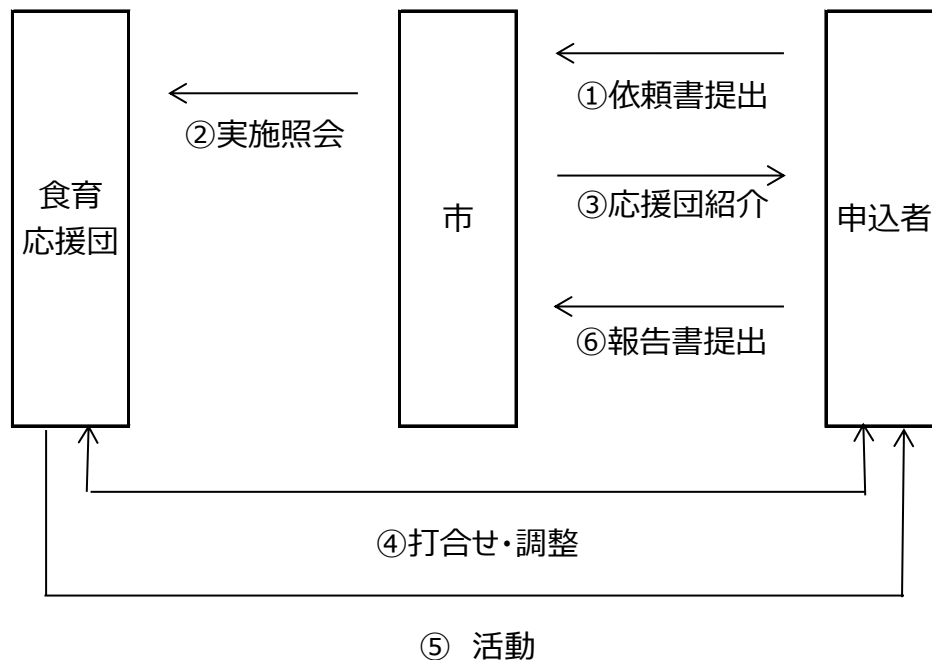 ①依頼書提出
②実施照会
食育
応援団
市
③応援団紹介
申込者
⑥報告書提出
④打合せ・調整
⑤ 活動